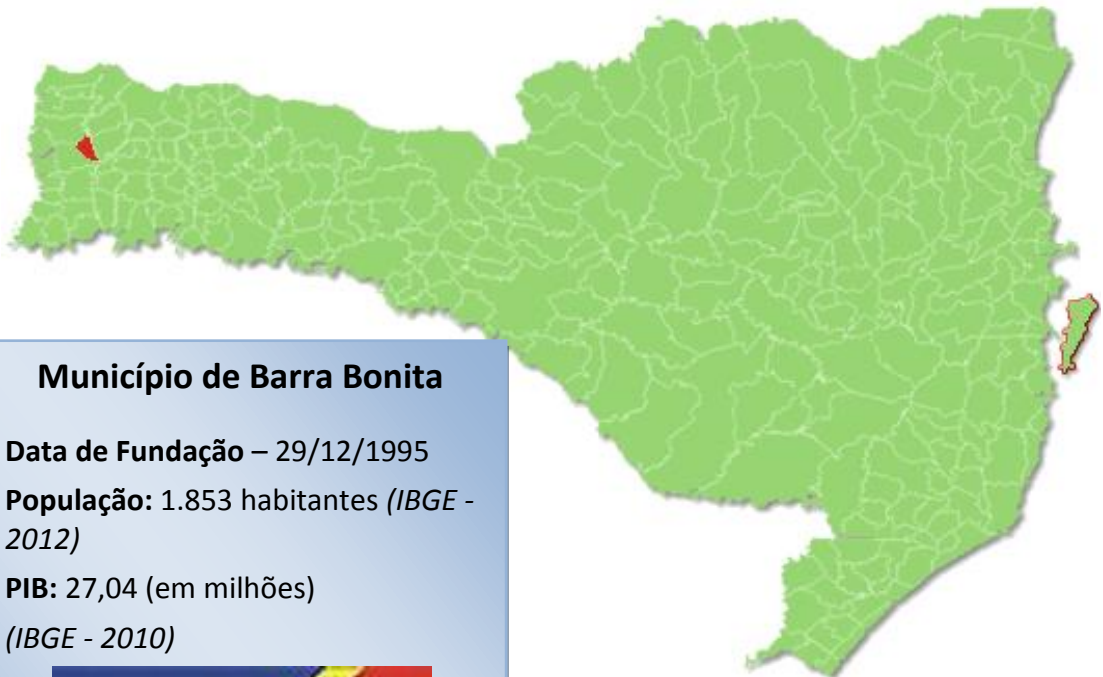 Município de Barra Bonita
Data de Fundação – 29/12/1995
População: 1.853 habitantes (IBGE -
2012)
PIB: 27,04 (em milhões)
(IBGE - 2010)